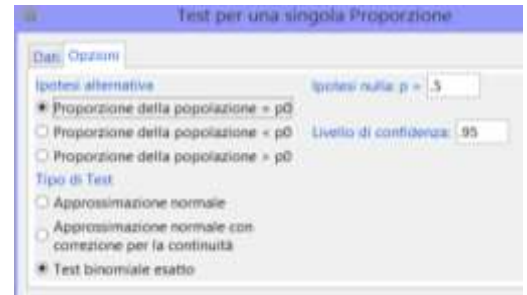 Test per una singola Proporzione
Dati Opzioni
Ipotesi alternativa
Ipotesi nulla: p = .5
Proporzione della popolazione = p0
Proporzione della popolazione < p0
Livello di confidenza: .95
Proporzione della popolazione > p0
Tipo di Test
Approssimazione normale
Approssimazione normale con
correzione per la continuità
Test binomiale esatto